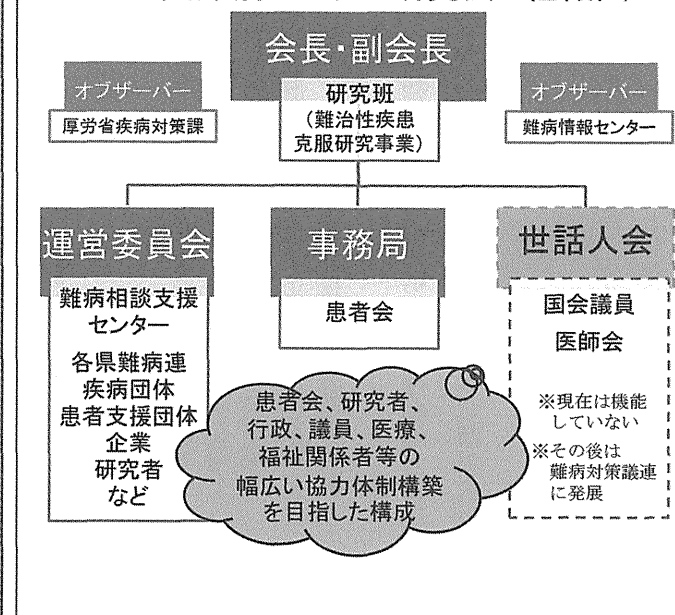 会長・副会長
研究班
（難治性疾患
克服研究事業）
オブザーバー
厚労省疾病対策課
オブザーバー
難病情報センター
運営委員会
難病相談支援
センター
各県難病連
疾病団体
患者支援団体
企業
研究者
など
事務局
患者会
世話人会
国会議員
医師会
※現在は機能
していない
※その後は
難病対策議連
に発展
患者会、研究者、
行政、議員、医療、
福祉関係者等の
幅広い協力体制構築
を目指した構成